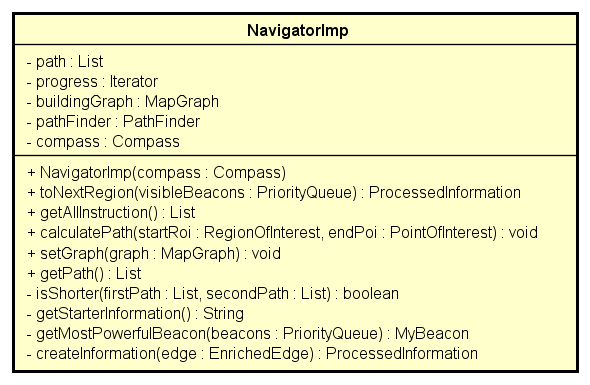 NavigatorImp
- path : List
- progress : Iterator
- buildingGraph : MapGraph
- pathFinder : PathFinder
- compass : Compass
+ NavigatorImp(compass : Compass)
+ toNextRegion(visibleBeacons : PriorityQueue) : ProcessedInformation
+ getAllInstruction() : List
+ calculatePath(startRoi : RegionOfInterest, endPoi : PointOfInterest) : void
+ setGraph(graph : MapGraph) : void
+ getPath() : List
- isShorter(firstPath : List, secondPath : List) : boolean
- getStarterInformation() : String
- getMostPowerfulBeacon(beacons : PriorityQueue) : MyBeacon
- createInformation(edge : EnrichedEdge) : ProcessedInformation